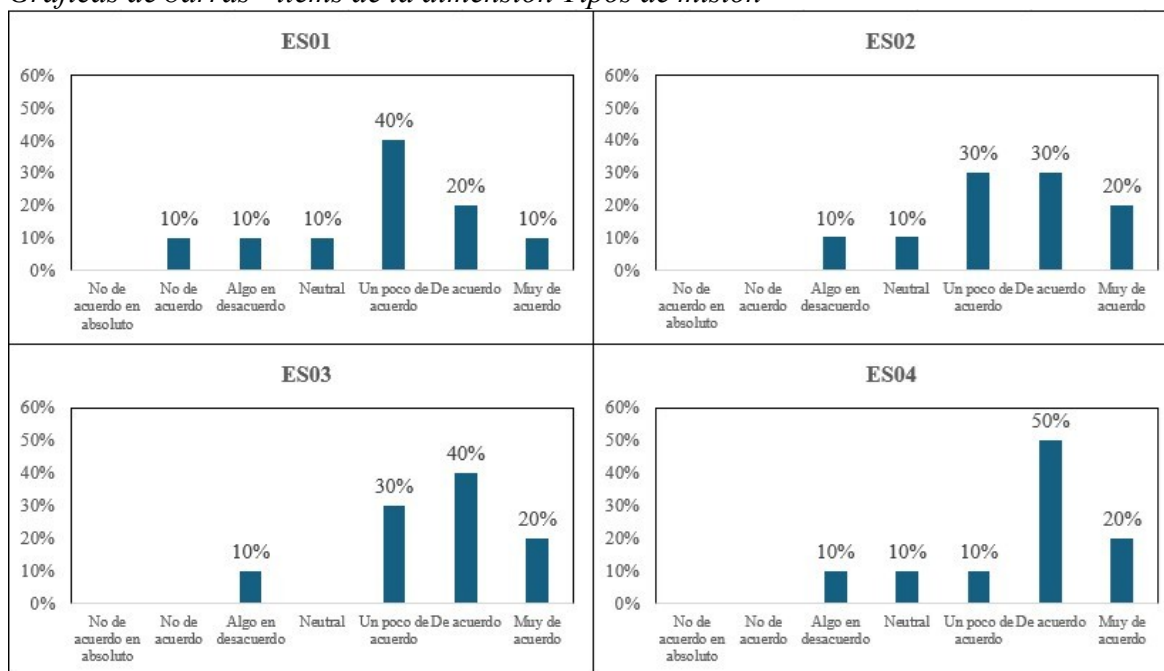 Gráficas de barras - ítems de la dimensión Tipos de misión
ES01
60%
50%
40%
30%
20%
10%
0%
10%
10%
10%
40%
20%
10%
No de acuerdo en absoluto
No de acuerdo
Algo en desacuerdo
Neutral
Un poco de acuerdo
De acuerdo
Muy de acuerdo
ES02
60%
50%
40%
30%
20%
10%
0%
10%
10%
30%
30%
20%
No de acuerdo en absoluto
No de acuerdo
Algo en desacuerdo
Neutral
Un poco de acuerdo
De acuerdo
Muy de acuerdo
ES03
60%
50%
40%
30%
20%
10%
0%
10%
30%
40%
20%
No de acuerdo en absoluto
No de acuerdo
Algo en desacuerdo
Neutral
Un poco de acuerdo
De acuerdo
Muy de acuerdo
ES04
60%
50%
40%
30%
20%
10%
0%
10%
10%
10%
50%
20%
No de acuerdo en absoluto
No de acuerdo
Algo en desacuerdo
Neutral
Un poco de acuerdo
De acuerdo
Muy de acuerdo